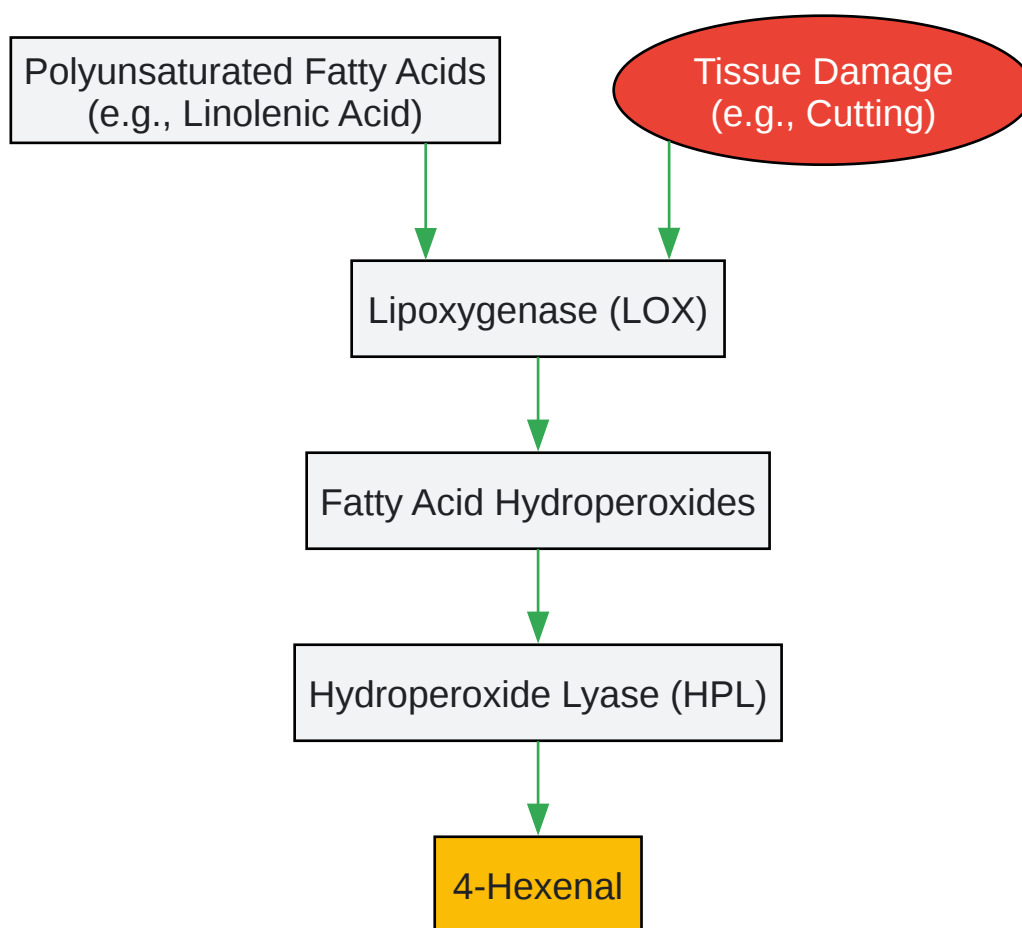 Polyunsaturated Fatty Acids
(e.g., Linolenic Acid)
Tissue Damage
(e.g., Cutting)
Lipoxygenase (LOX)
Fatty Acid Hydroperoxides
Hydroperoxide Lyase (HPL)
4-Hexenal